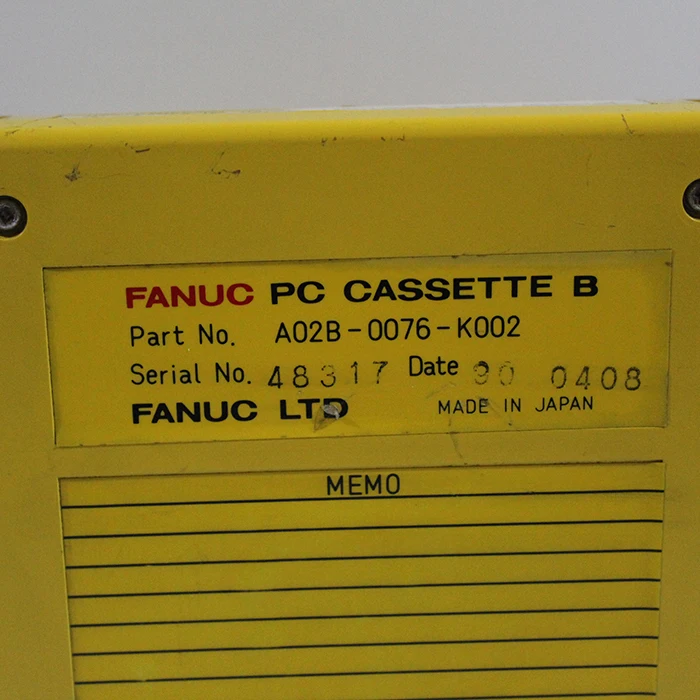 FANUC PC CASSETTE B
Part No. A02B-0076-K002
Serial No. 48317 Date 90 0408
FANUC LTD MADE IN JAPAN
MEMO